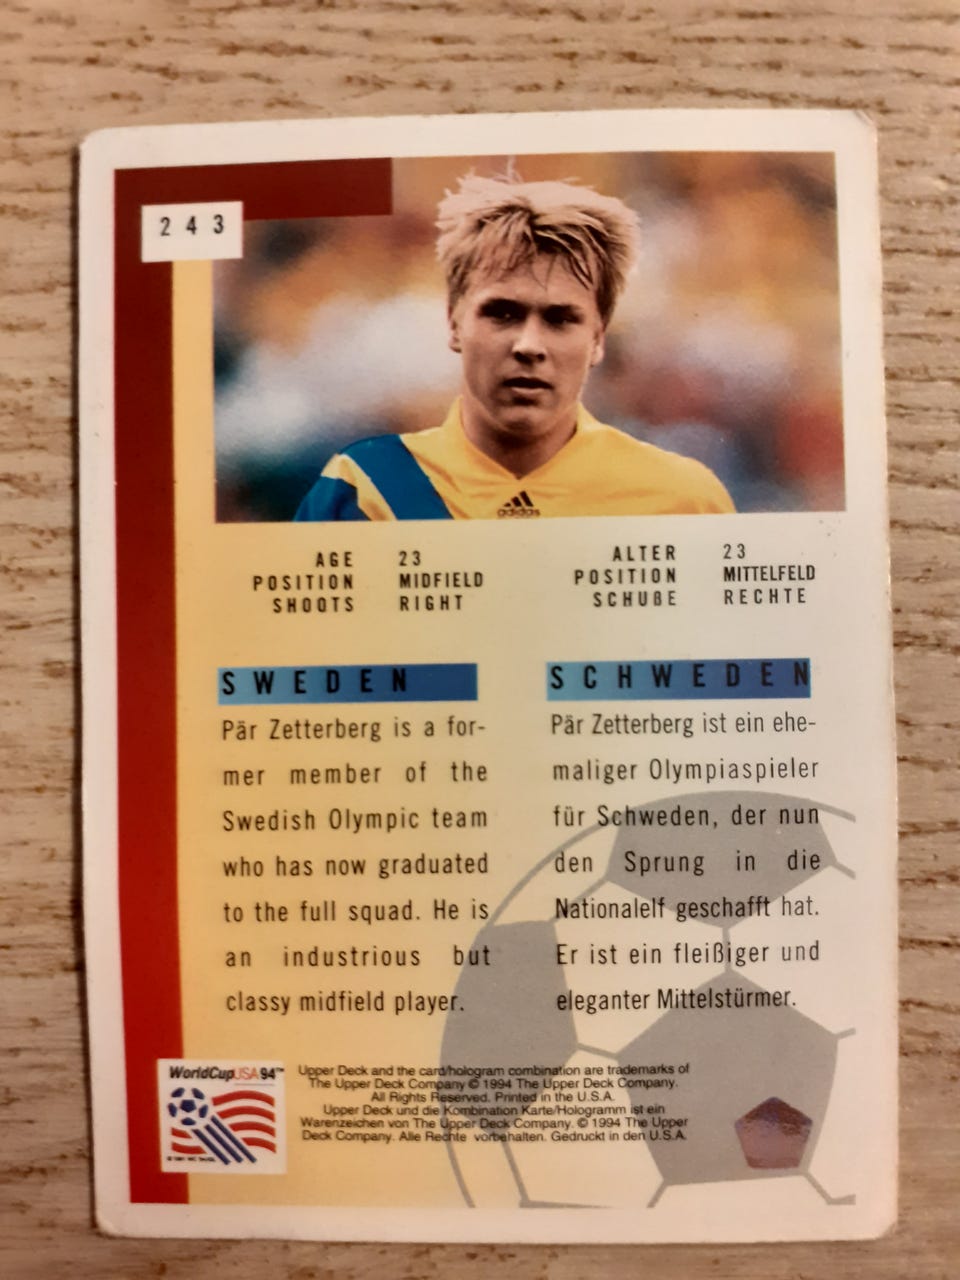 243
adidas
AGE 23
POSITION MIDFIELD
SHOOTS RIGHT
ALTER 23
POSITION MITTELFELD
SCHUßE RECHTE
SWEDEN
Pär Zetterberg is a for-
mer member of the
Swedish Olympic team
who has now graduated
to the full squad. He is
an industrious but
classy midfield player.
SCHWEDEN
Pär Zetterberg ist ein ehe-
maliger Olympiaspieler
für Schweden, der nun
den Sprung in die
Nationalelf geschafft hat.
Er ist ein fleißiger und
eleganter Mittelstürmer.
WorldCupUSA94™
Upper Deck and the card/hologram combination are trademarks of
The Upper Deck Company © 1994 The Upper Deck Company.
All Rights Reserved. Printed in the U.S.A.
Upper Deck und die Kombination Karte/Hologramm ist ein
Warenzeichen von The Upper Deck Company. © 1994 The Upper
Deck Company. Alle Rechte vorbehalten. Gedruckt in den U.S.A.